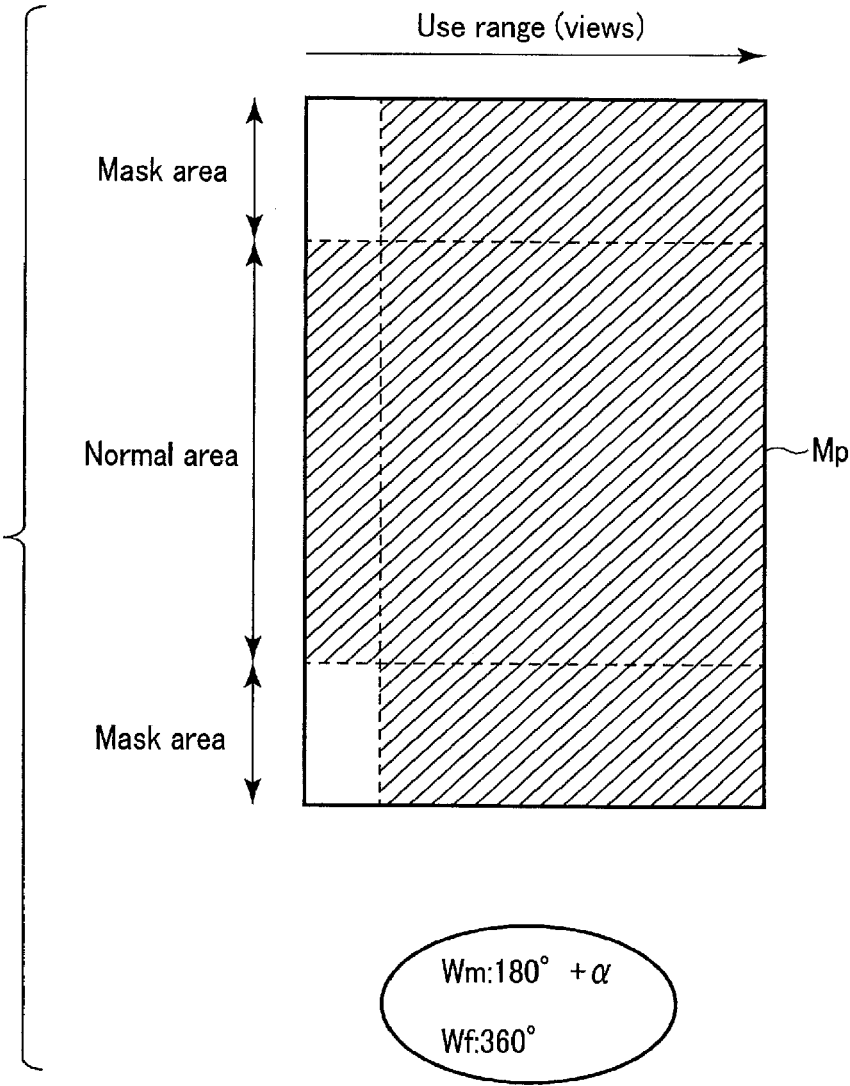 Use range (views)
Mask area
Normal area
Mp
Mask area
Wm:180° +α
Wf:360°